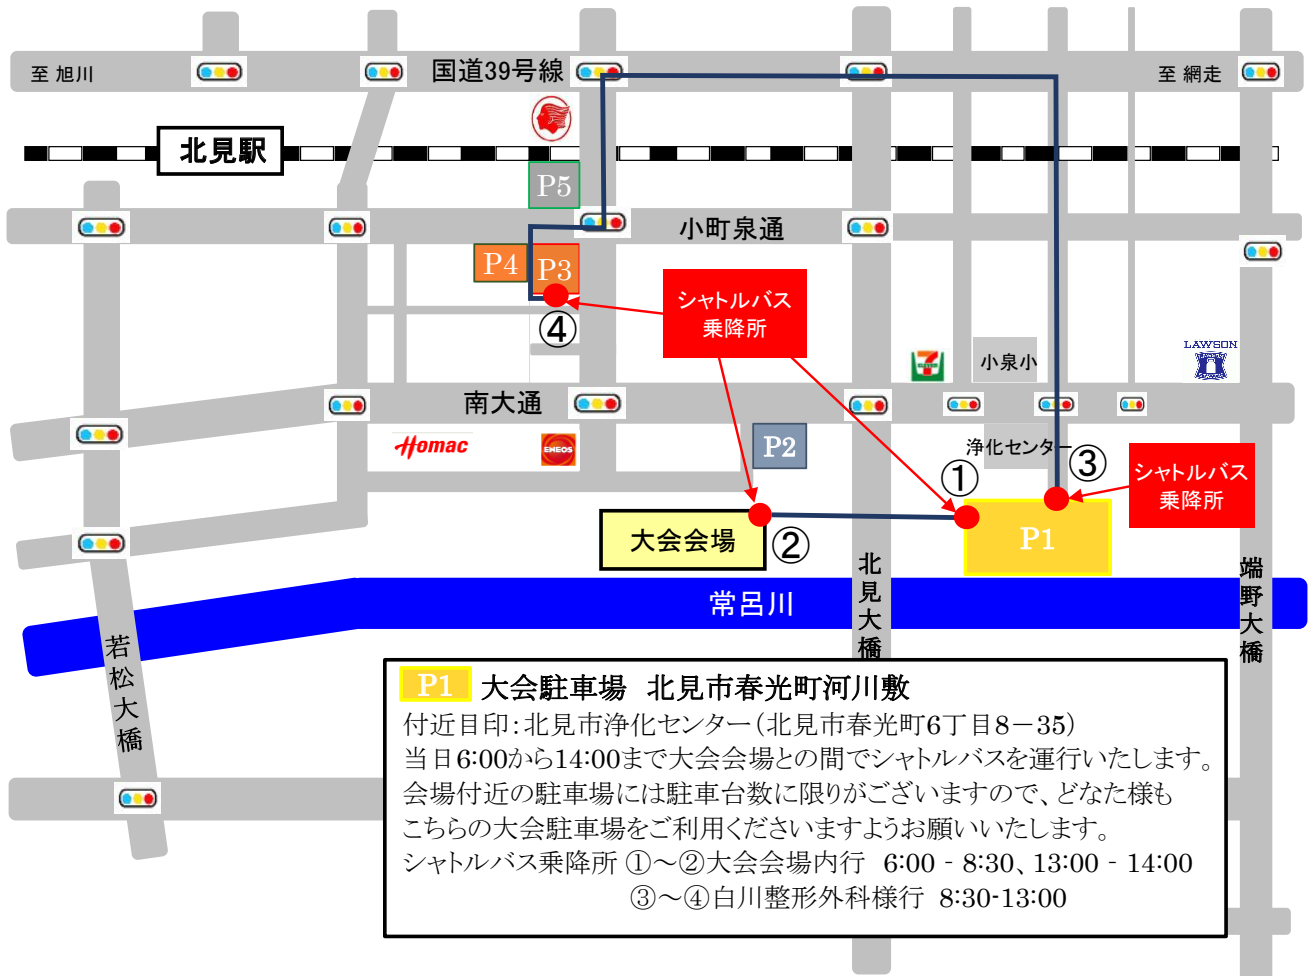 至 旭川
国道39号線
至 網走
北見駅
P5
小町泉通
P4
P3
シャトルバス
乗降所
④
LAWSON
7
ELEVEN
小泉小
南大通
Homac
ENEOS
P2
浄化センター
③
①
シャトルバス
乗降所
大会会場
②
P1
常呂川
北見大橋
端野大橋
若松大橋
P1 大会駐車場 北見市春光町河川敷
付近目印：北見市浄化センター（北見市春光町6丁目8－35）
当日6:00から14:00まで大会会場との間でシャトルバスを運行いたします。
会場付近の駐車場には駐車台数に限りがございますので、どなた様も
こちらの大会駐車場をご利用くださいますようお願いいたします。
シャトルバス乗降所 ①～②大会会場内行 6:00 - 8:30、13:00 - 14:00
③～④白川整形外科様行 8:30-13:00